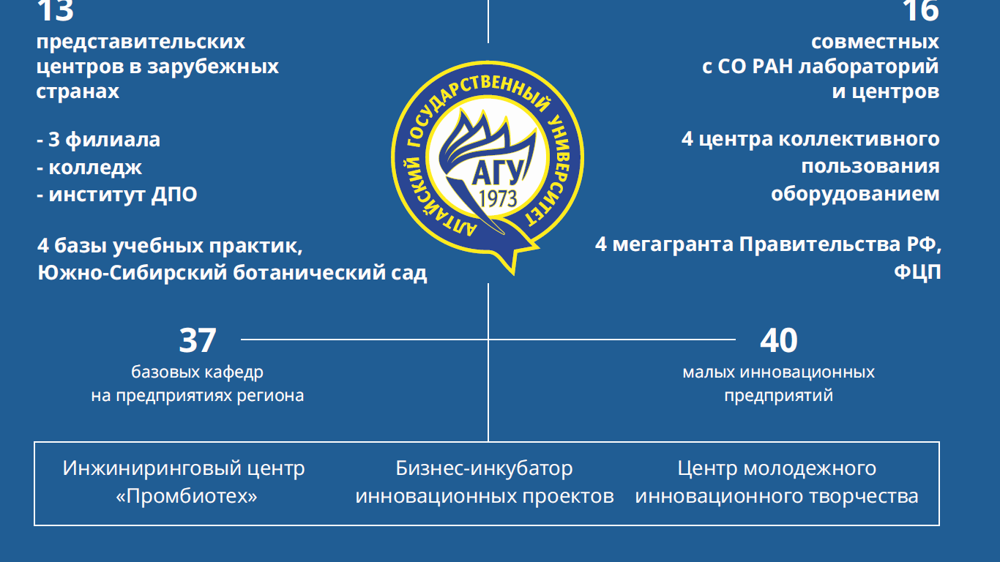 13
представительских
центров в зарубежных
странах
- 3 филиала
- колледж
- институт ДПО
4 базы учебных практик,
Южно-Сибирский ботанический сад
АЛТАЙСКИЙ ГОСУДАРСТВЕННЫЙ УНИВЕРСИТЕТ
АГУ
1973
16
совместных
с СО РАН лабораторий
и центров
4 центра коллективного
пользования
оборудованием
4 мегагранта Правительства РФ,
ФЦП
37
базовых кафедр
на предприятиях региона
40
малых инновационных
предприятий
Инжиниринговый центр
«Промбиотех»
Бизнес-инкубатор
инновационных проектов
Центр молодежного
инновационного творчества